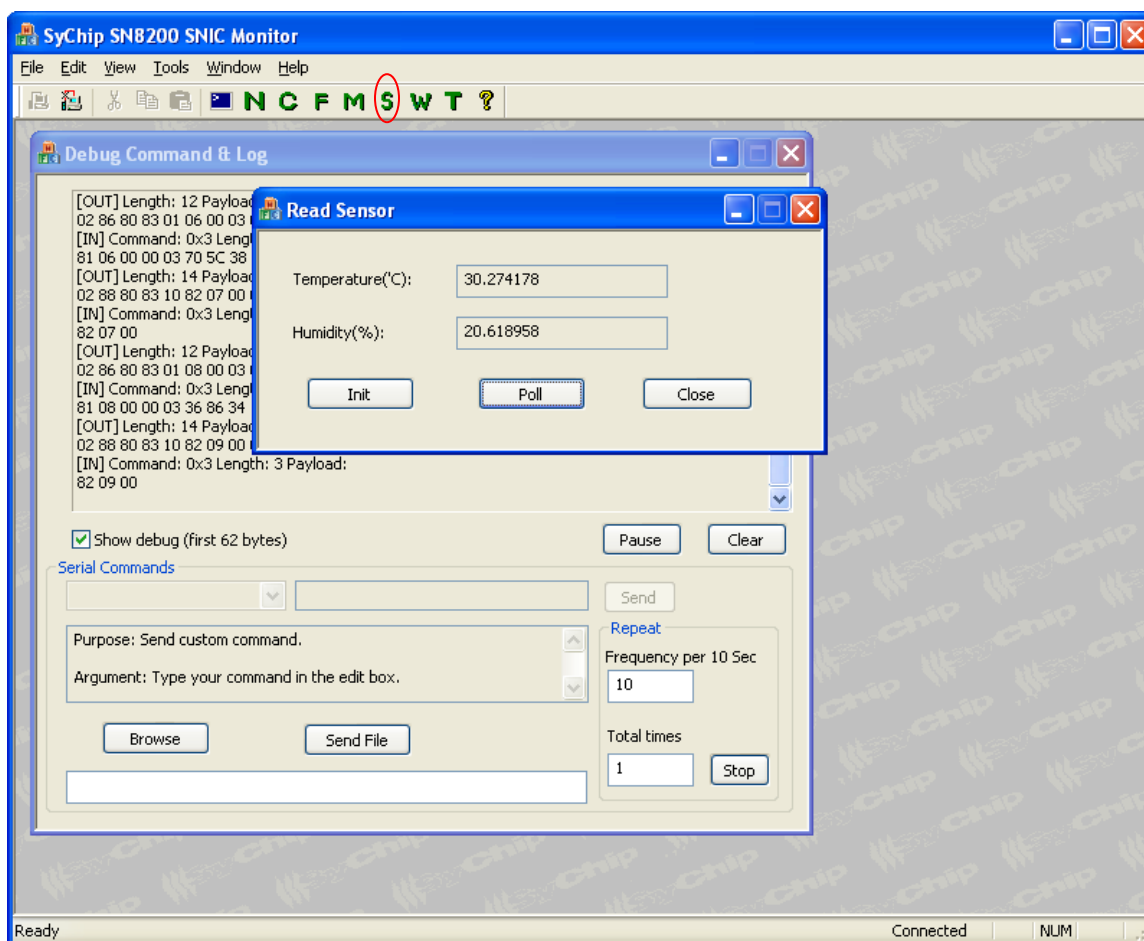 SyChip SN8200 SNIC Monitor
File Edit View Tools Window Help
N C F M S W T ?
Debug Command & Log
[OUT] Length: 12 Payload
02 86 80 83 01 06 00 03
[IN] Command: 0x3 Length
81 06 00 00 03 70 5C 38
[OUT] Length: 14 Payload
02 88 80 83 10 82 07 00
[IN] Command: 0x3 Length
82 07 00
[OUT] Length: 12 Payload
02 86 80 83 01 08 00 03
[IN] Command: 0x3 Length
81 08 00 00 03 36 86 34
[OUT] Length: 14 Payload
02 88 80 83 10 82 09 00
[IN] Command: 0x3 Length: 3 Payload:
82 09 00
Read Sensor
Temperature('C): 30.274178
Humidity(%): 20.618958
Init Poll Close
Show debug (first 62 bytes)
Pause Clear
Serial Commands
Send
Purpose: Send custom command.
Argument: Type your command in the edit box.
Repeat
Frequency per 10 Sec
10
Browse Send File
Total times
1
Stop
Ready Connected NUM